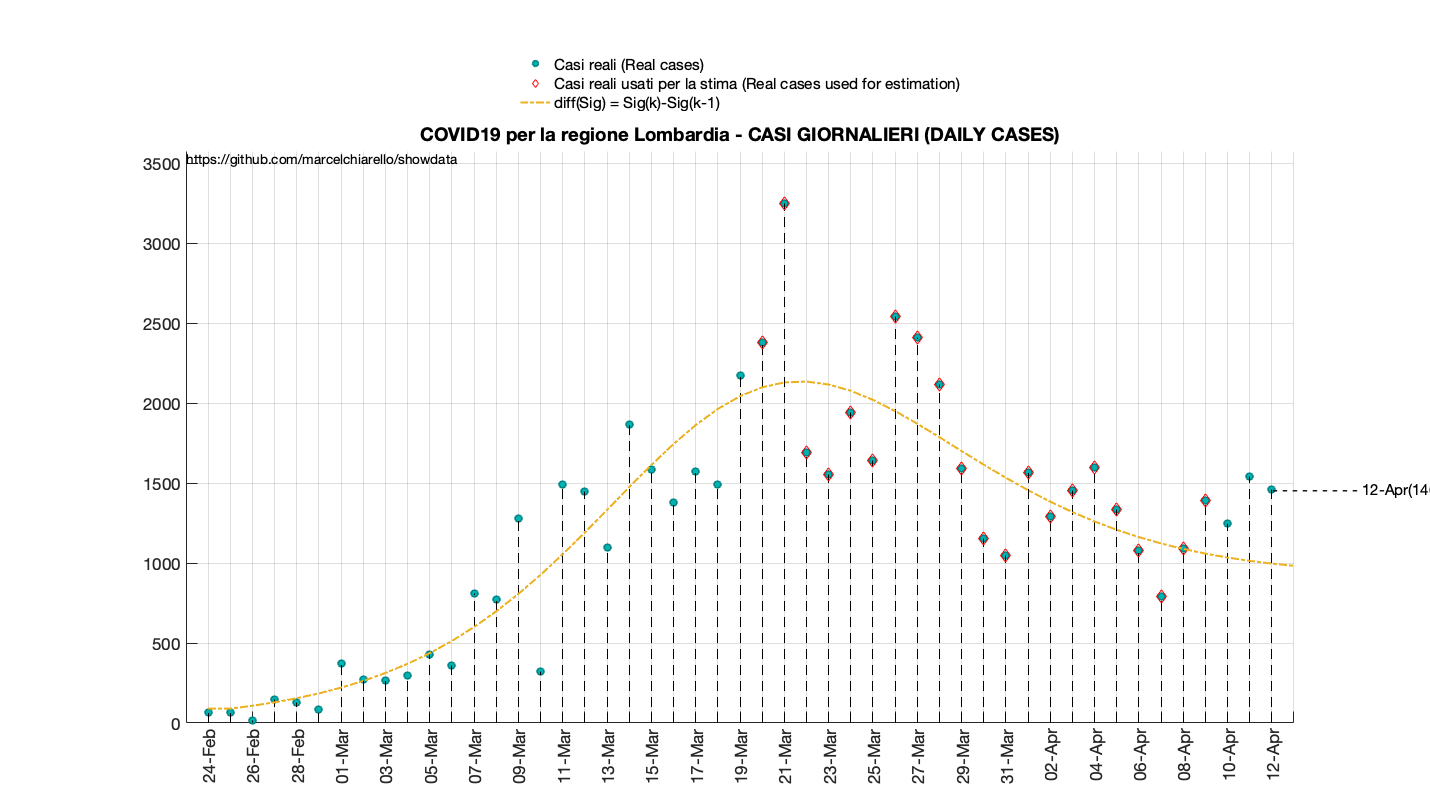 Casi reali (Real cases)
Casi reali usati per la stima (Real cases used for estimation)
diff(Sig) = Sig(k)-Sig(k-1)
COVID19 per la regione Lombardia - CASI GIORNALIERI (DAILY CASES)
https://github.com/marcelchiarello/showdata
3500
3000
2500
2000
1500
1000
500
0
12-Apr(14
24-Feb
26-Feb
28-Feb
01-Mar
03-Mar
05-Mar
07-Mar
09-Mar
11-Mar
13-Mar
15-Mar
17-Mar
19-Mar
21-Mar
23-Mar
25-Mar
27-Mar
29-Mar
31-Mar
02-Apr
04-Apr
06-Apr
08-Apr
10-Apr
12-Apr